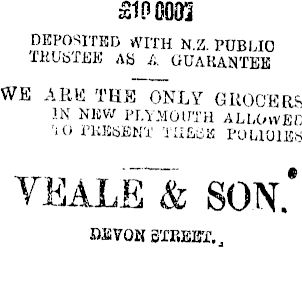 £10,000
DEPOSITED WITH N.Z. PUBLIC
TRUSTEE AS A GUARANTEE
WE ARE THE ONLY GROCERS
IN NEW PLYMOUTH ALLOWED
TO PRESENT THESE POLICIES
VEALE & SON.
DEVON STREET.